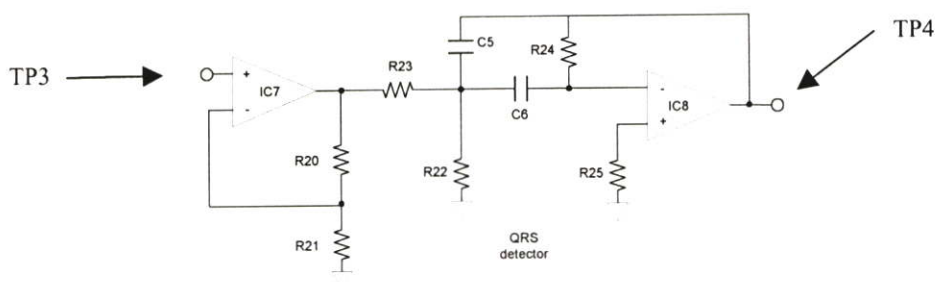 TP4
C5
R24
TP3
+
IC7
-
R23
C6
-
IC8
+
R20
R22
R25
R21
QRS
detector